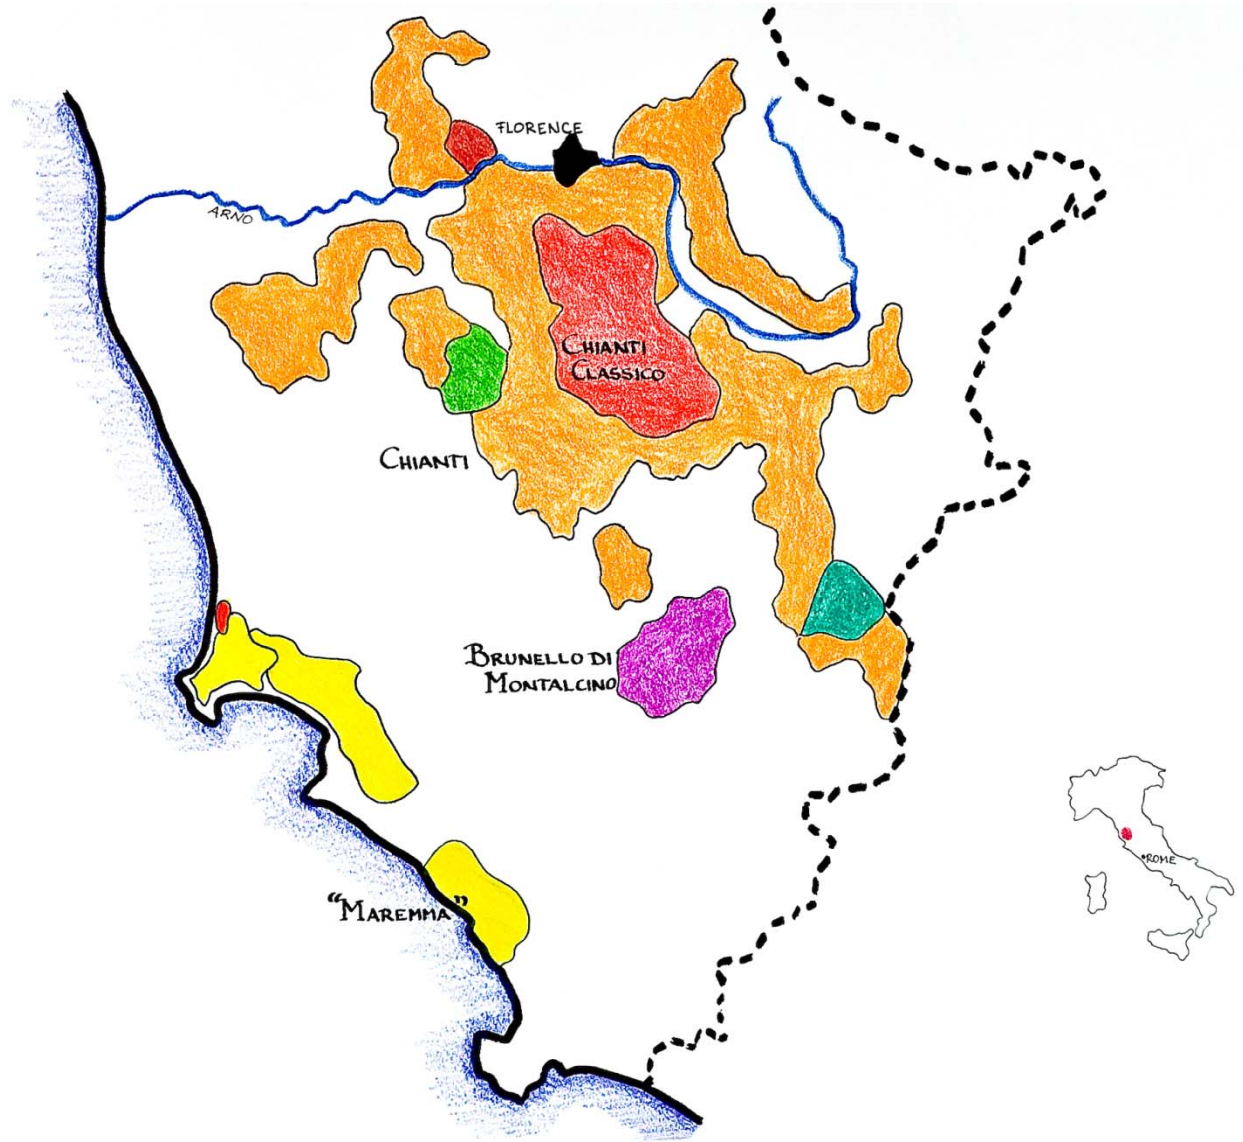 FLORENCE
ARNO
CHIANTI
CLASSICO
CHIANTI
BRUNELLO DI
MONTALCINO
"MAREMMA"
ROME